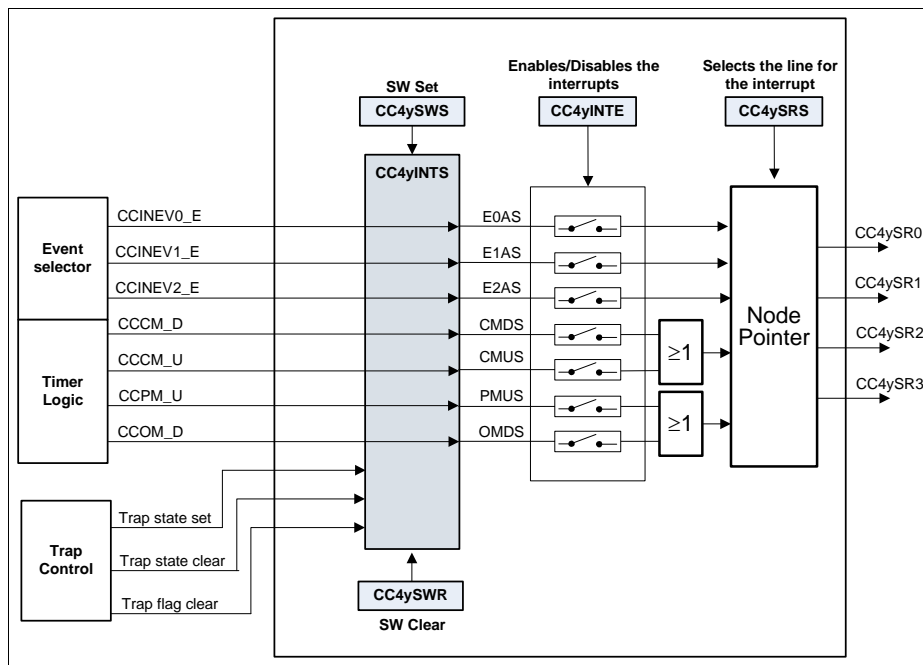 Enables/Disables the
interrupts
Selects the line for
the interrupt
SW Set
CC4ySWS
CC4yINTE
CC4ySRS
CC4yINTS
Event
selector
CCINEV0_E
CCINEV1_E
CCINEV2_E
Timer
Logic
CCCM_D
CCCM_U
CCPM_U
CCOM_D
Trap
Control
Trap state set
Trap state clear
Trap flag clear
E0AS
E1AS
E2AS
CMDS
CMUS
PMUS
OMDS
≥1
≥1
Node
Pointer
CC4ySR0
CC4ySR1
CC4ySR2
CC4ySR3
CC4ySWR
SW Clear